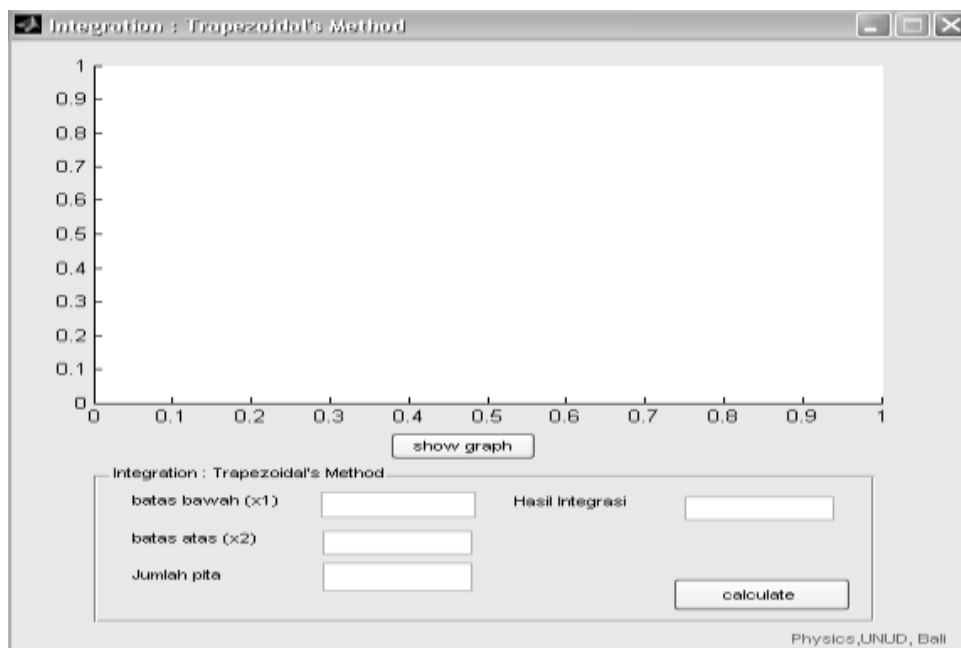 Integration : Trapezoidal's Method
1
0.9
0.8
0.7
0.6
0.5
0.4
0.3
0.2
0.1
0
0 0.1 0.2 0.3 0.4 0.5 0.6 0.7 0.8 0.9 1
show graph
Integration : Trapezoidal's Method
batas bawah (x1)
Hasil Integrasi
batas atas (x2)
Jumlah pita
calculate
Physics,UNUD, Bali